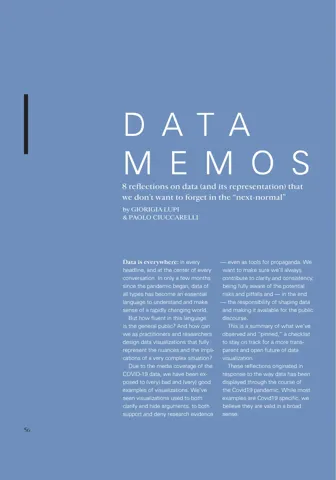 DATA
MEMOS
8 reflections on data (and its representation) that
we don't want to forget in the "next-normal"
by GIORGIA LUPI
& PAOLO CIUCCARELLI
Data is everywhere: in every
headline, and at the center of every
conversation. In only a few months
since the pandemic began, data of
all types has become an essential
language to understand and make
sense of a rapidly changing world.
But how fluent in this language
is the general public? And how can
we as practitioners and researchers
design data visualizations that fully
represent the nuances and the impli-
cations of a very complex situation?
Due to the media coverage of the
COVID-19 data, we have been ex-
posed to (very) bad and (very) good
examples of visualizations. We've
seen visualizations used to both
clarify and hide arguments, to both
support and deny research evidence
— even as tools for propaganda. We
want to make sure we'll always
contribute to clarity and consistency,
being fully aware of the potential
risks and pitfalls and — in the end
— the responsibility of shaping data
and making it available for the public
discourse.
This is a summary of what we've
observed and "pinned," a checklist
to stay on track for a more trans-
parent and open future of data
visualization.
These reflections originated in
response to the way data has been
displayed through the course of
the Covid19 pandemic. While most
examples are Covid specific, we
believe they are valid in a broad
sense.